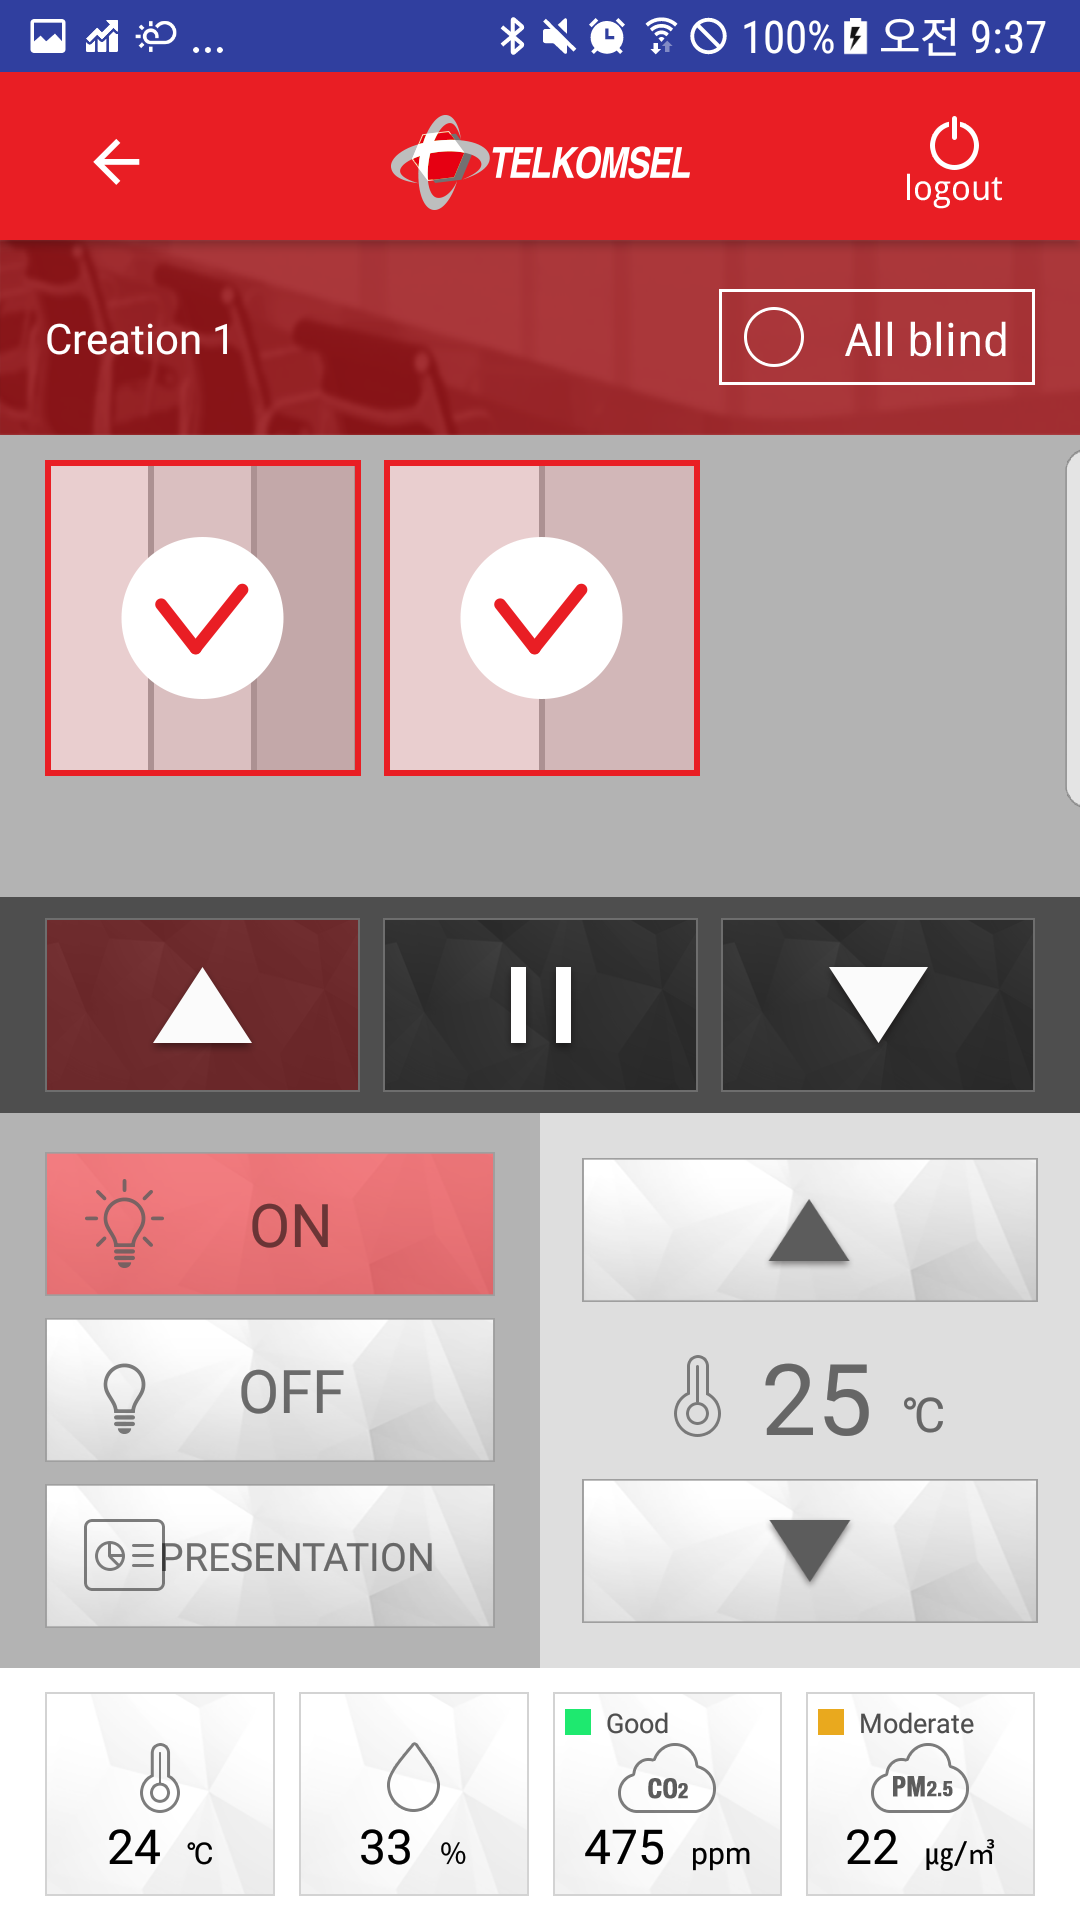 ... 100% 오전 9:37
TELKOMSEL
logout
Creation 1
All blind
ON
OFF
PRESENTATION
25 ℃
Good
Moderate
CO2
PM2.5
24 ℃
33 %
475 ppm
22 μg/㎥